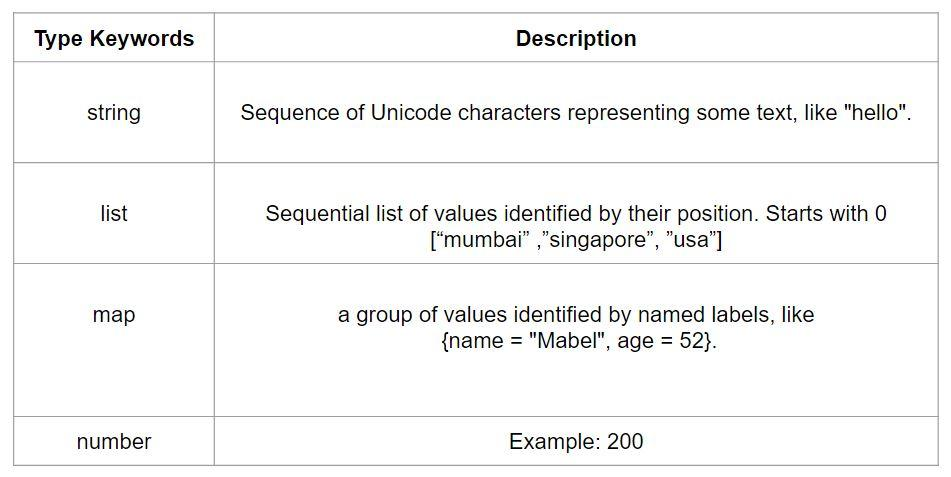 Type Keywords Description
string Sequence of Unicode characters representing some text, like "hello".
list Sequential list of values identified by their position. Starts with 0
[“mumbai” ,”singapore”, ”usa”]
map a group of values identified by named labels, like
{name = "Mabel", age = 52}.
number Example: 200